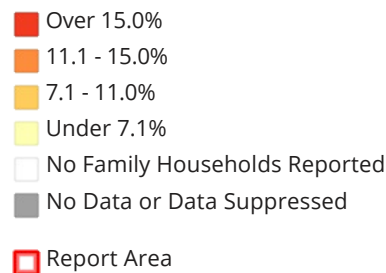 Over 15.0%
11.1 - 15.0%
7.1 - 11.0%
Under 7.1%
No Family Households Reported
No Data or Data Suppressed
Report Area